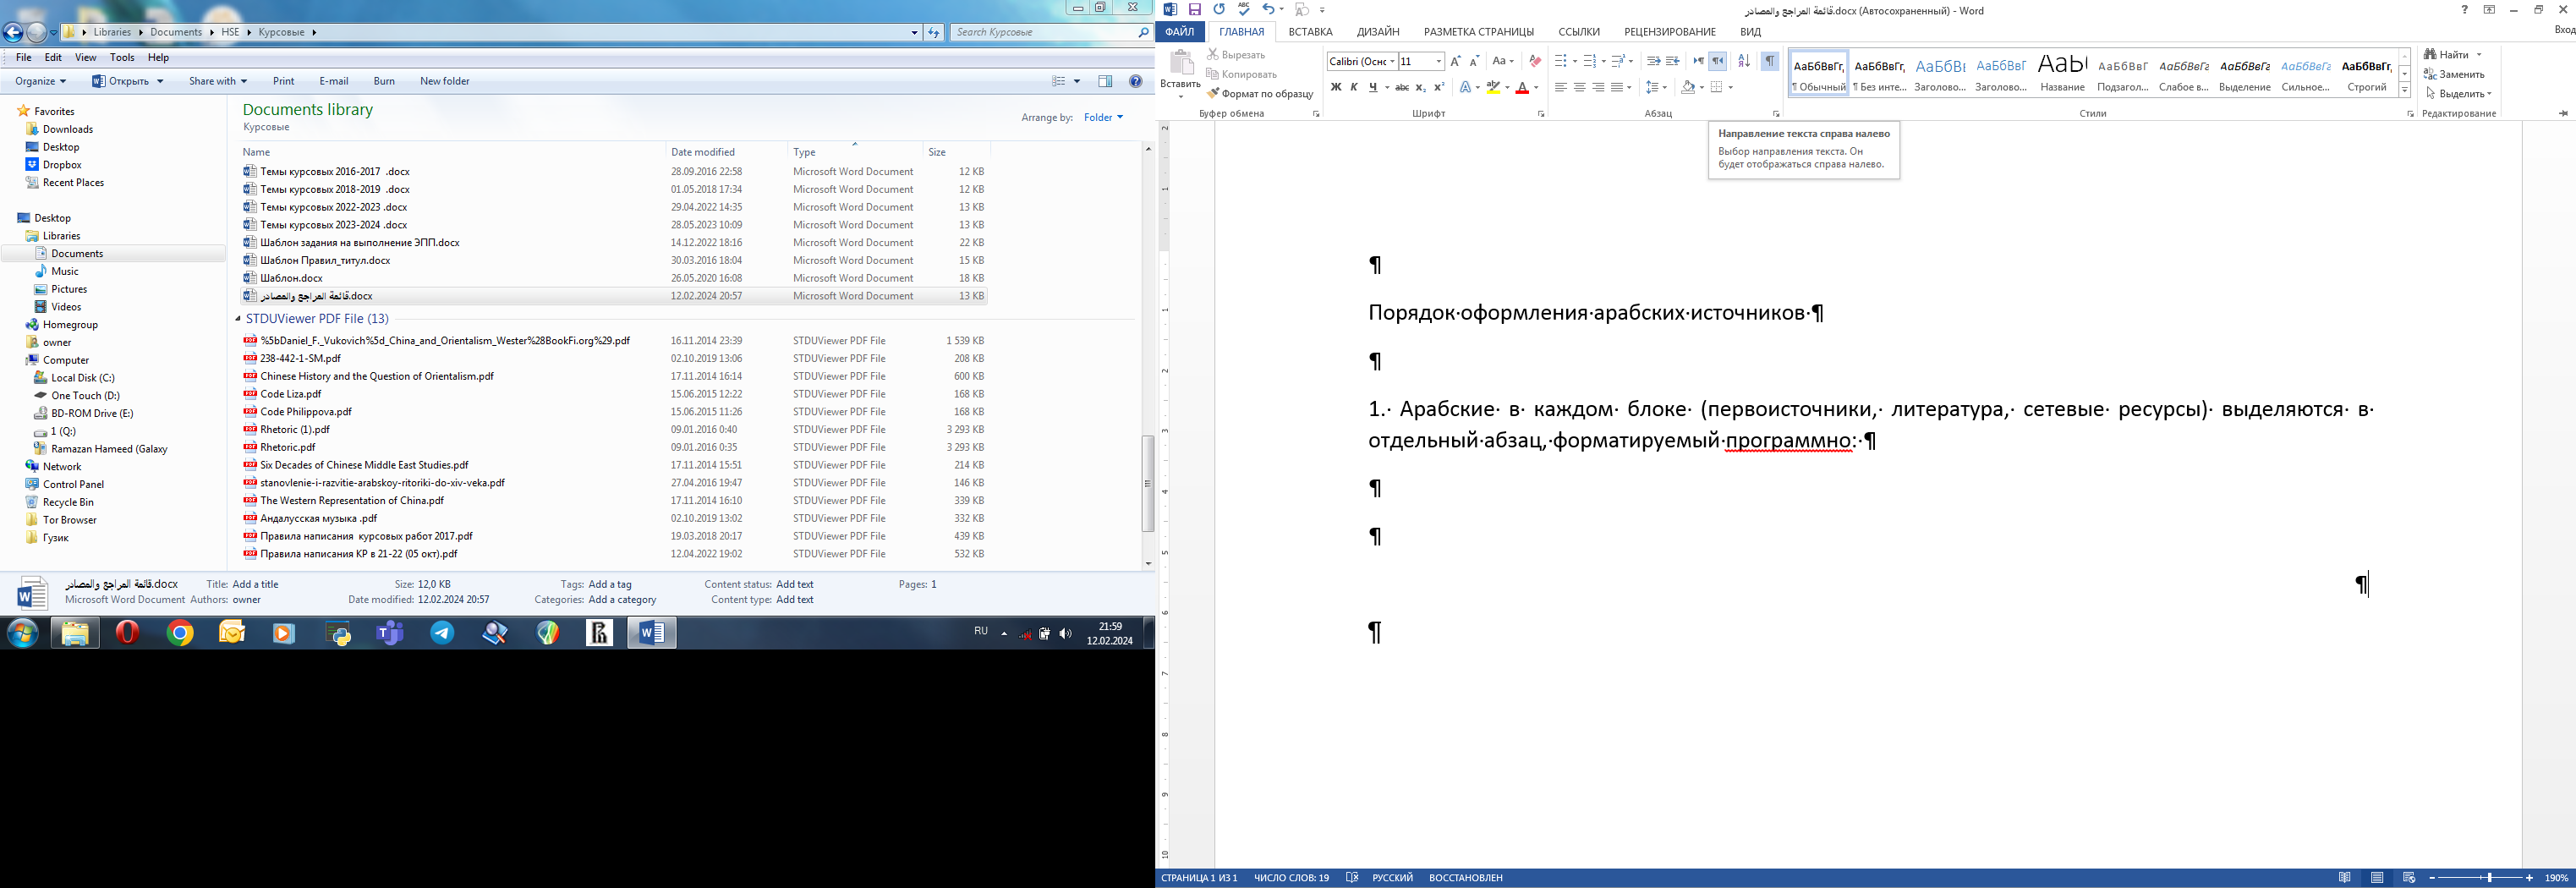 Libraries ▸ Documents ▸ HSE ▸ Курсовые ▸
Search Курсовые
File Edit View Tools Help
Organize Открыть Share with Print E-mail Burn New folder
Favorites
Downloads
Desktop
Dropbox
Recent Places
Desktop
Libraries
Documents
Music
Pictures
Videos
Homegroup
owner
Computer
Local Disk (C:)
One Touch (D:)
BD-ROM Drive (E:)
1 (Q:)
Ramazan Hameed (Galaxy
Network
Control Panel
Recycle Bin
Tor Browser
Гузик
Documents library
Курсовые
Arrange by: Folder
Name Date modified Type Size
Темы курсовых 2016-2017 .docx 28.09.2016 22:58 Microsoft Word Document 12 KB
Темы курсовых 2018-2019 .docx 01.05.2018 17:34 Microsoft Word Document 12 KB
Темы курсовых 2022-2023 .docx 29.04.2022 14:35 Microsoft Word Document 13 KB
Темы курсовых 2023-2024 .docx 28.05.2023 10:09 Microsoft Word Document 13 KB
Шаблон задания на выполнение ЭПП.docx 14.12.2022 18:16 Microsoft Word Document 22 KB
Шаблон Правил_титул.docx 30.03.2016 18:04 Microsoft Word Document 15 KB
Шаблон.docx 26.05.2020 16:08 Microsoft Word Document 18 KB
قائمة المراجع والمصادر.docx 12.02.2024 20:57 Microsoft Word Document 13 KB
STDUViewer PDF File (13)
%5bDaniel_F._Vukovich%5d_China_and_Orientalism_Wester%28BookFi.org%29.pdf 16.11.2014 23:39 STDUViewer PDF File 1 539 KB
238-442-1-SM.pdf 02.10.2019 13:06 STDUViewer PDF File 208 KB
Chinese History and the Question of Orientalism.pdf 17.11.2014 16:14 STDUViewer PDF File 600 KB
Code Liza.pdf 15.06.2015 12:22 STDUViewer PDF File 168 KB
Code Philippova.pdf 15.06.2015 11:26 STDUViewer PDF File 168 KB
Rhetoric (1).pdf 09.01.2016 0:40 STDUViewer PDF File 3 293 KB
Rhetoric.pdf 09.01.2016 0:35 STDUViewer PDF File 3 293 KB
Six Decades of Chinese Middle East Studies.pdf 17.11.2014 15:51 STDUViewer PDF File 214 KB
stanovlenie-i-razvitie-arabskoy-ritoriki-do-xiv-veka.pdf 27.04.2016 19:47 STDUViewer PDF File 146 KB
The Western Representation of China.pdf 17.11.2014 16:10 STDUViewer PDF File 339 KB
Андалусская музыка .pdf 02.10.2019 13:02 STDUViewer PDF File 332 KB
Правила написания курсовых работ 2017.pdf 19.03.2018 20:17 STDUViewer PDF File 439 KB
Правила написания КР в 21-22 (05 окт).pdf 12.04.2022 19:02 STDUViewer PDF File 532 KB
قائمة المراجع والمصادر.docx Title: Add a title Size: 12,0 KB Tags: Add a tag Content status: Add text Pages: 1
Microsoft Word Document Authors: owner Date modified: 12.02.2024 20:57 Categories: Add a category Content type: Add text
RU 21:59
12.02.2024
قائمة المراجع والمصادر.docx (Автосохраненный) - Word
ФАЙЛ ГЛАВНАЯ ВСТАВКА ДИЗАЙН РАЗМЕТКА СТРАНИЦЫ ССЫЛКИ РЕЦЕНЗИРОВАНИЕ ВИД Вход
Вставить
Вырезать
Копировать
Формат по образцу
Буфер обмена
Calibri (Оснс 11
Aa
Ж К Ч abc x₂ x²
Шрифт
Абзац
АаБбВвГг, АаБбВвГг, АаБбВı АаБбВвГ АаЫ АаБбВвГ АаБбВвГг АаБбВвГг АаБбВвГг АаБбВвГг,
¶ Обычный ¶ Без инте... Заголово... Заголово... Название Подзагол... Слабое в... Выделение Сильное... Строгий
Стили
Найти
Заменить
Выделить
Редактирование
Направление текста справа налево
Выбор направления текста. Он
будет отображаться справа налево.
¶
Порядок·оформления·арабских·источников·¶
¶
1.· Арабские· в· каждом· блоке· (первоисточники,· литература,· сетевые· ресурсы)· выделяются· в·
отдельный·абзац,·форматируемый·программно:·¶
¶
¶
¶
¶
СТРАНИЦА 1 ИЗ 1 ЧИСЛО СЛОВ: 19 РУССКИЙ ВОССТАНОВЛЕН 190%